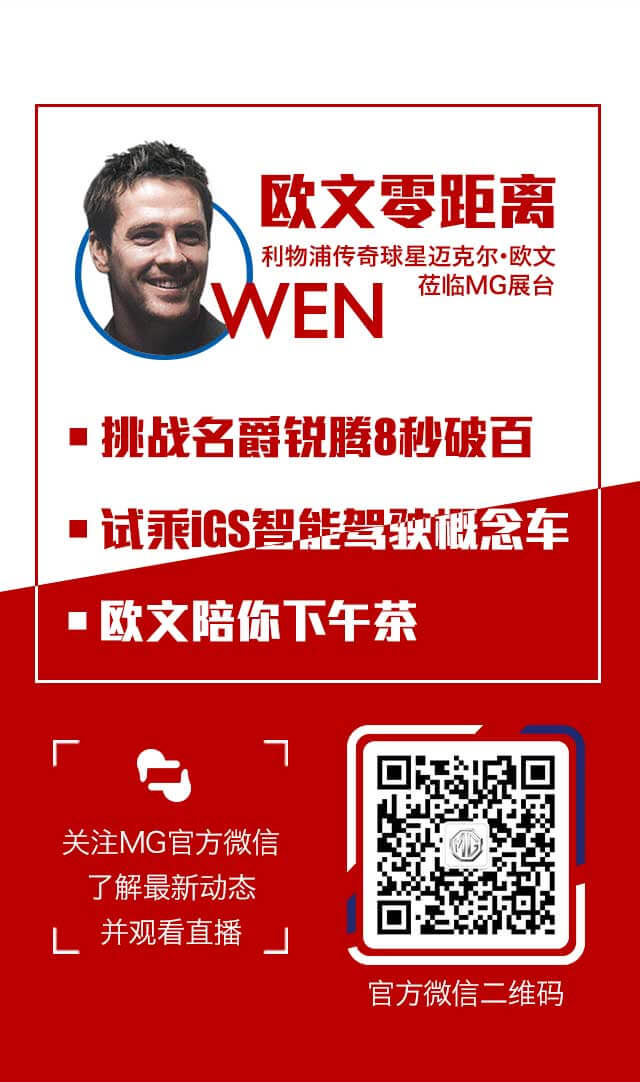 欧文零距离
利物浦传奇球星迈克尔·欧文
莅临MG展台
WEN
挑战名爵锐腾8秒破百
试乘iGS智能驾驶概念车
欧文陪你下午茶
关注MG官方微信
了解最新动态
并观看直播
MG
官方微信二维码